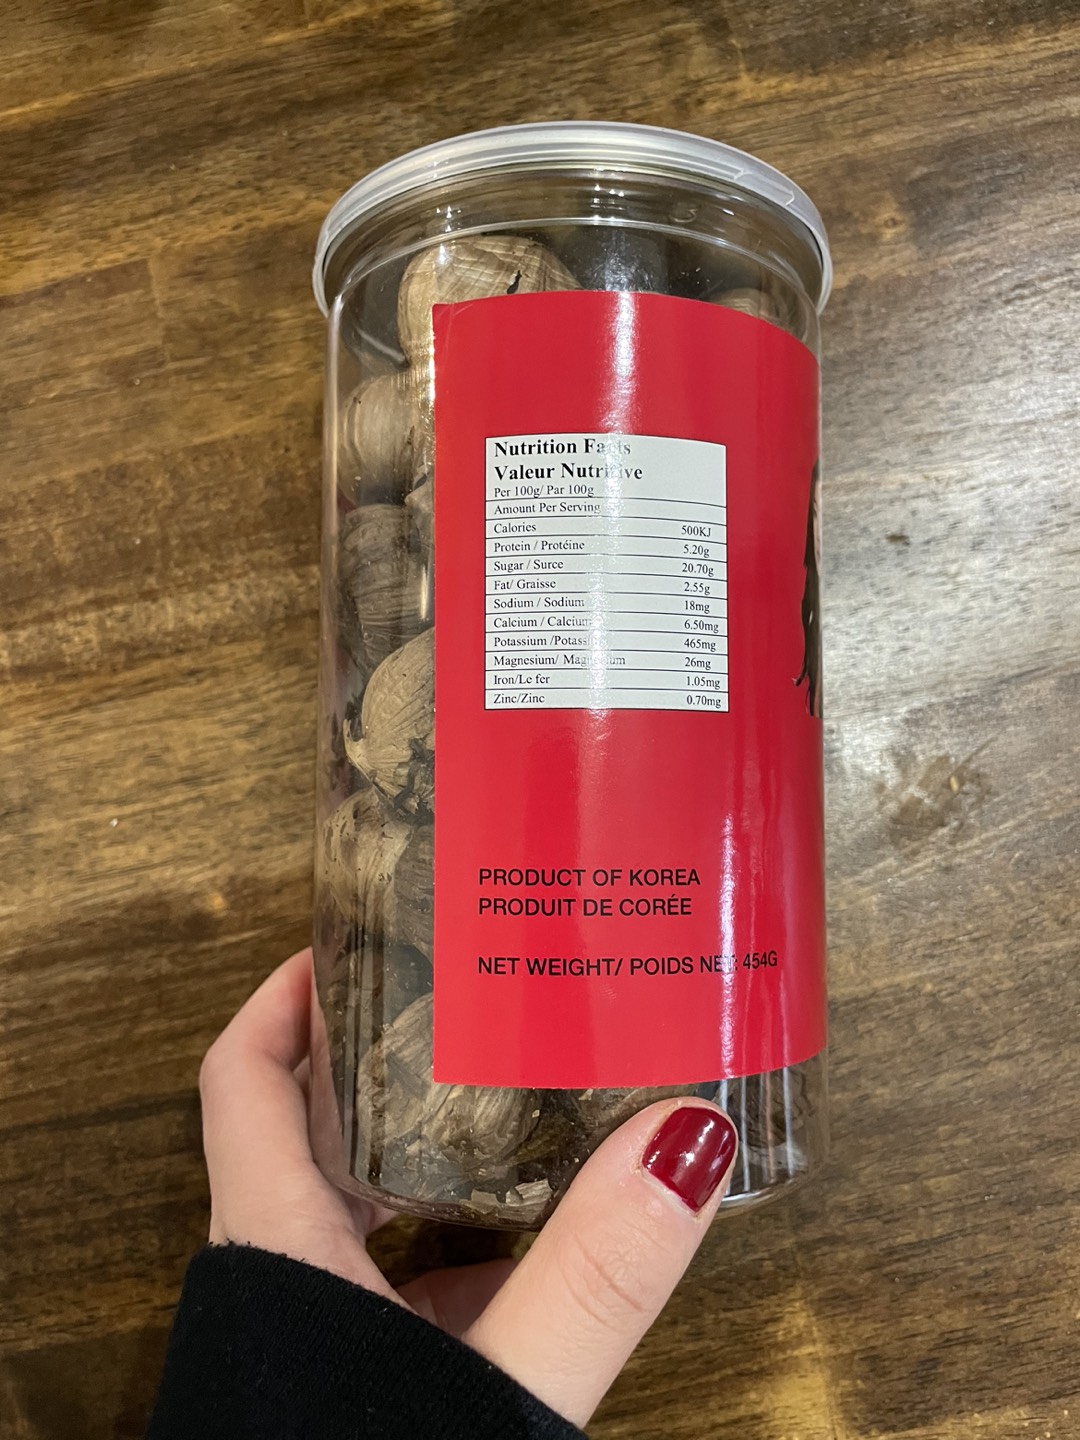 Nutrition Facts
Valeur Nutritive
Per 100g/ Par 100g
Amount Per Serving
Calories 500KJ
Protein / Protéine 5.20g
Sugar / Surce 20.70g
Fat/ Graisse 2.55g
Sodium / Sodium 18mg
Calcium / Calcium 6.50mg
Potassium /Potassium 465mg
Magnesium/ Magnesium 26mg
Iron/Le fer 1.05mg
Zinc/Zinc 0.70mg
PRODUCT OF KOREA
PRODUIT DE CORÉE
NET WEIGHT/ POIDS NET: 454G